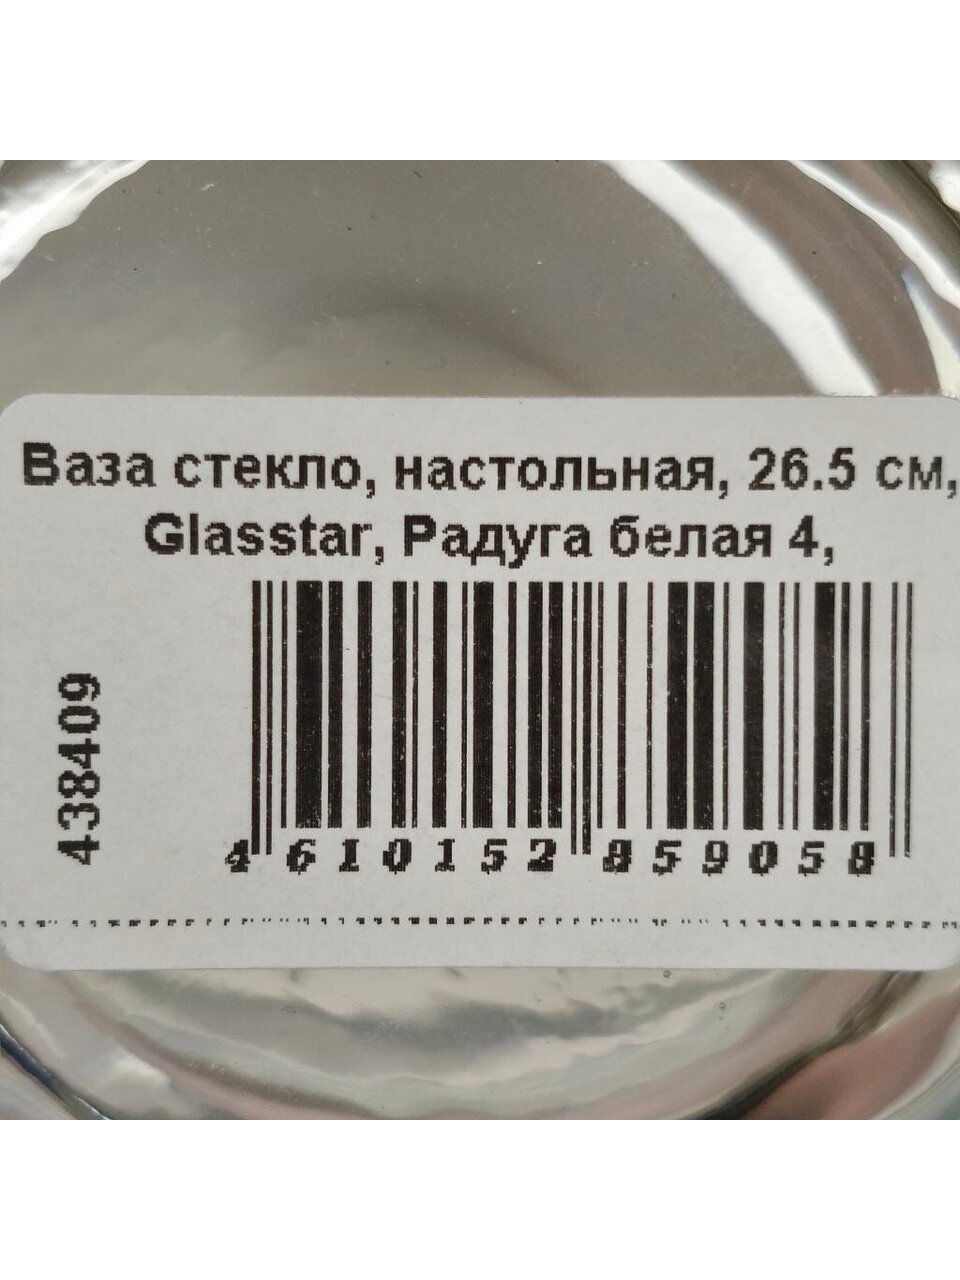 Ваза стекло, настольная, 26.5 см,
Glasstar, Радуга белая 4,
438409
4 610152 859058